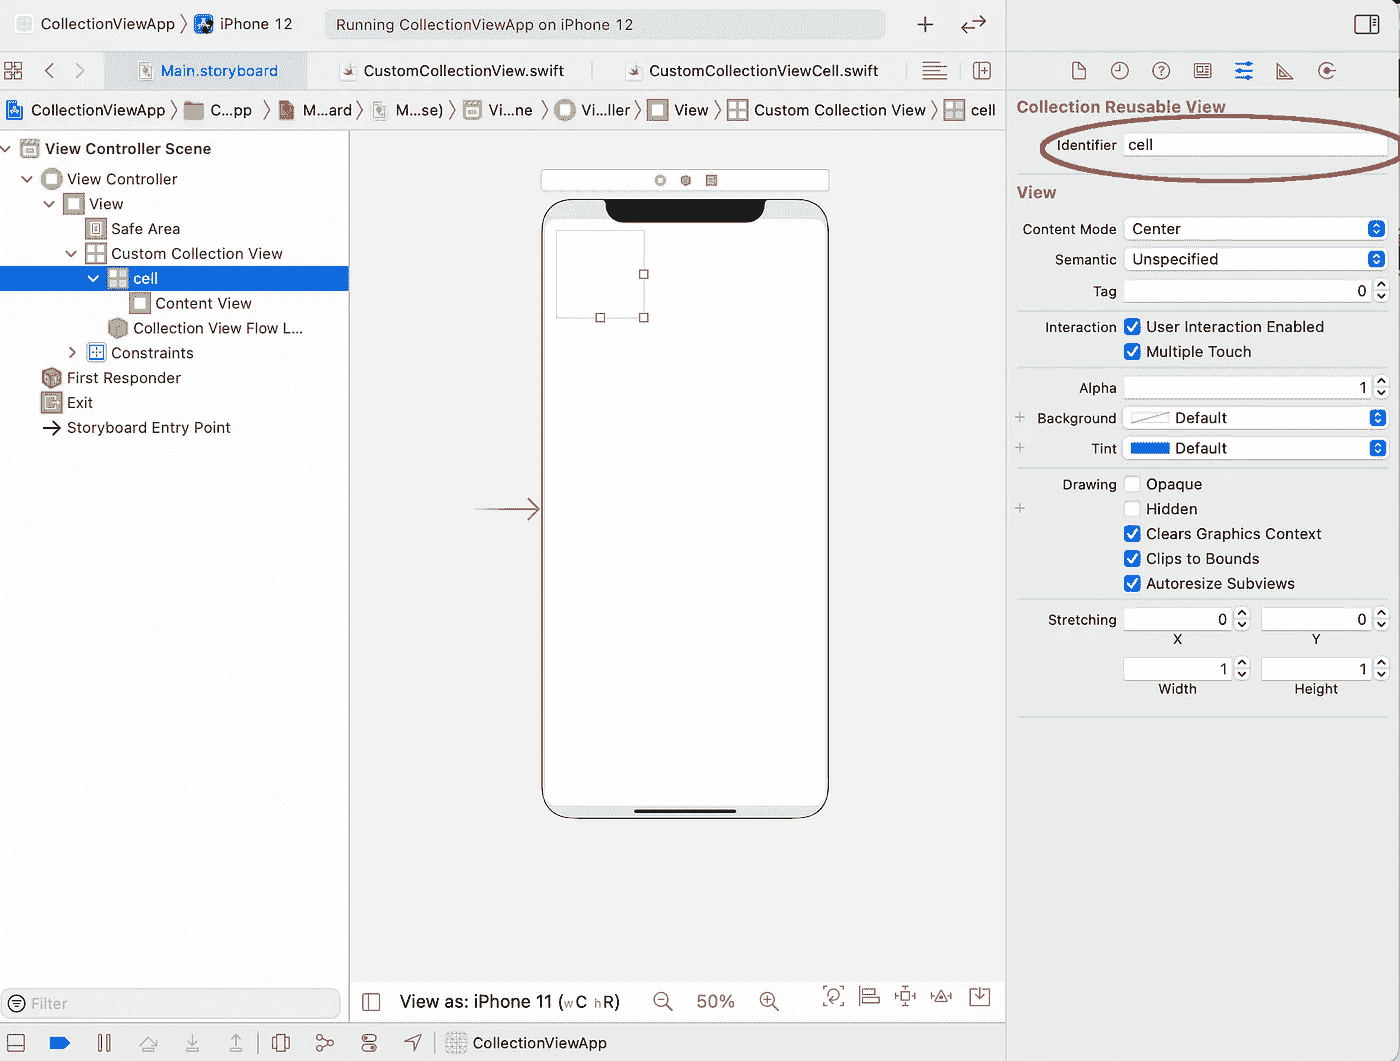 CollectionViewApp iPhone 12 Running CollectionViewApp on iPhone 12
Main.storyboard CustomCollectionView.swift CustomCollectionViewCell.swift
CollectionViewApp C...pp M...ard M...se) Vi...ne Vi...ller View Custom Collection View cell
View Controller Scene
View Controller
View
Safe Area
Custom Collection View
cell
Content View
Collection View Flow L...
Constraints
First Responder
Exit
Storyboard Entry Point
Filter
View as: iPhone 11 (wC hR) 50%
CollectionViewApp
Collection Reusable View
Identifier cell
View
Content Mode Center
Semantic Unspecified
Tag 0
Interaction User Interaction Enabled
Multiple Touch
Alpha 1
Background Default
Tint Default
Drawing Opaque
Hidden
Clears Graphics Context
Clips to Bounds
Autoresize Subviews
Stretching 0 0
X Y
1 1
Width Height